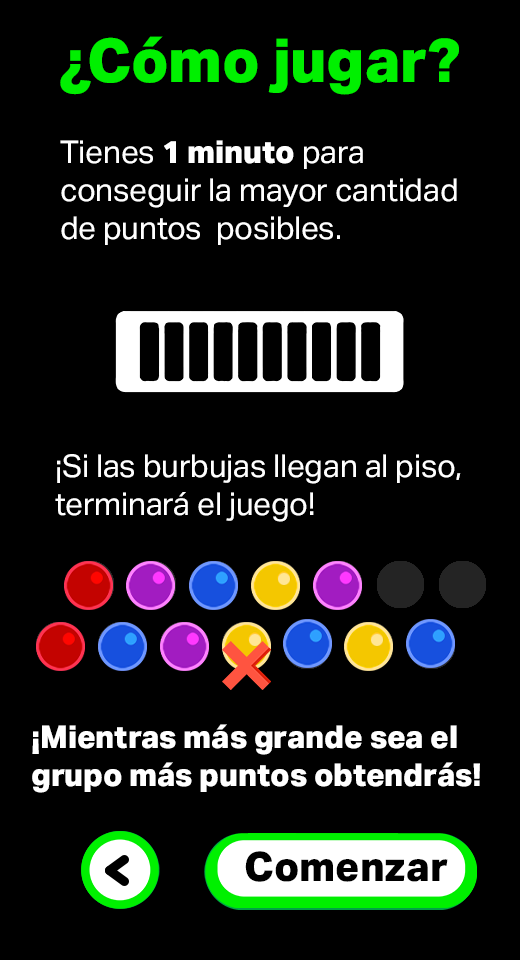 ¿Cómo jugar?
Tienes 1 minuto para
conseguir la mayor cantidad
de puntos posibles.
¡Si las burbujas llegan al piso,
terminará el juego!
¡Mientras más grande sea el
grupo más puntos obtendrás!
<
Comenzar